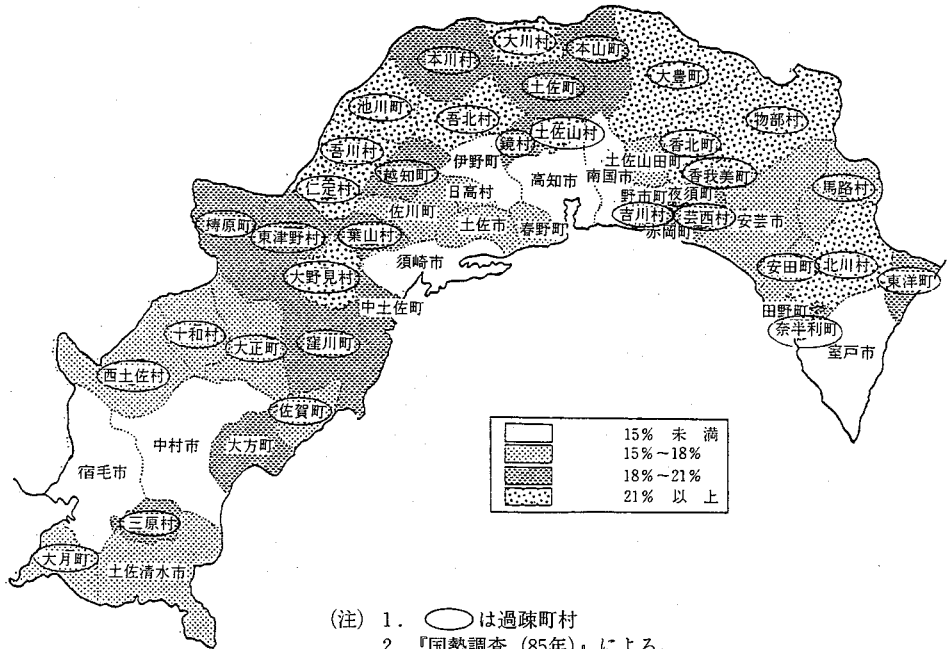 大川村
本山町
本川村
大豊町
土佐町
池川町
吾北村
物部村
土佐山村
鏡村
香北町
吾川村
伊野町
土佐山田町
越知町
高知市
南国市
香我美町
仁淀村
日高村
野市町
夜須町
馬路村
佐川町
吉川村
芸西村
安芸市
梼原町
東津野村
葉山村
土佐市
春野町
赤岡町
須崎市
安田町
北川村
東洋町
大野見村
中土佐町
田野町
奈半利町
十和村
大正町
窪川町
室戸市
西土佐村
佐賀町
中村市
大方町
宿毛市
三原村
大月町
土佐清水市
15% 未満
15%~18%
18%~21%
21% 以上
(注) 1. は過疎町村
2. 『国勢調査 (85年)』による。